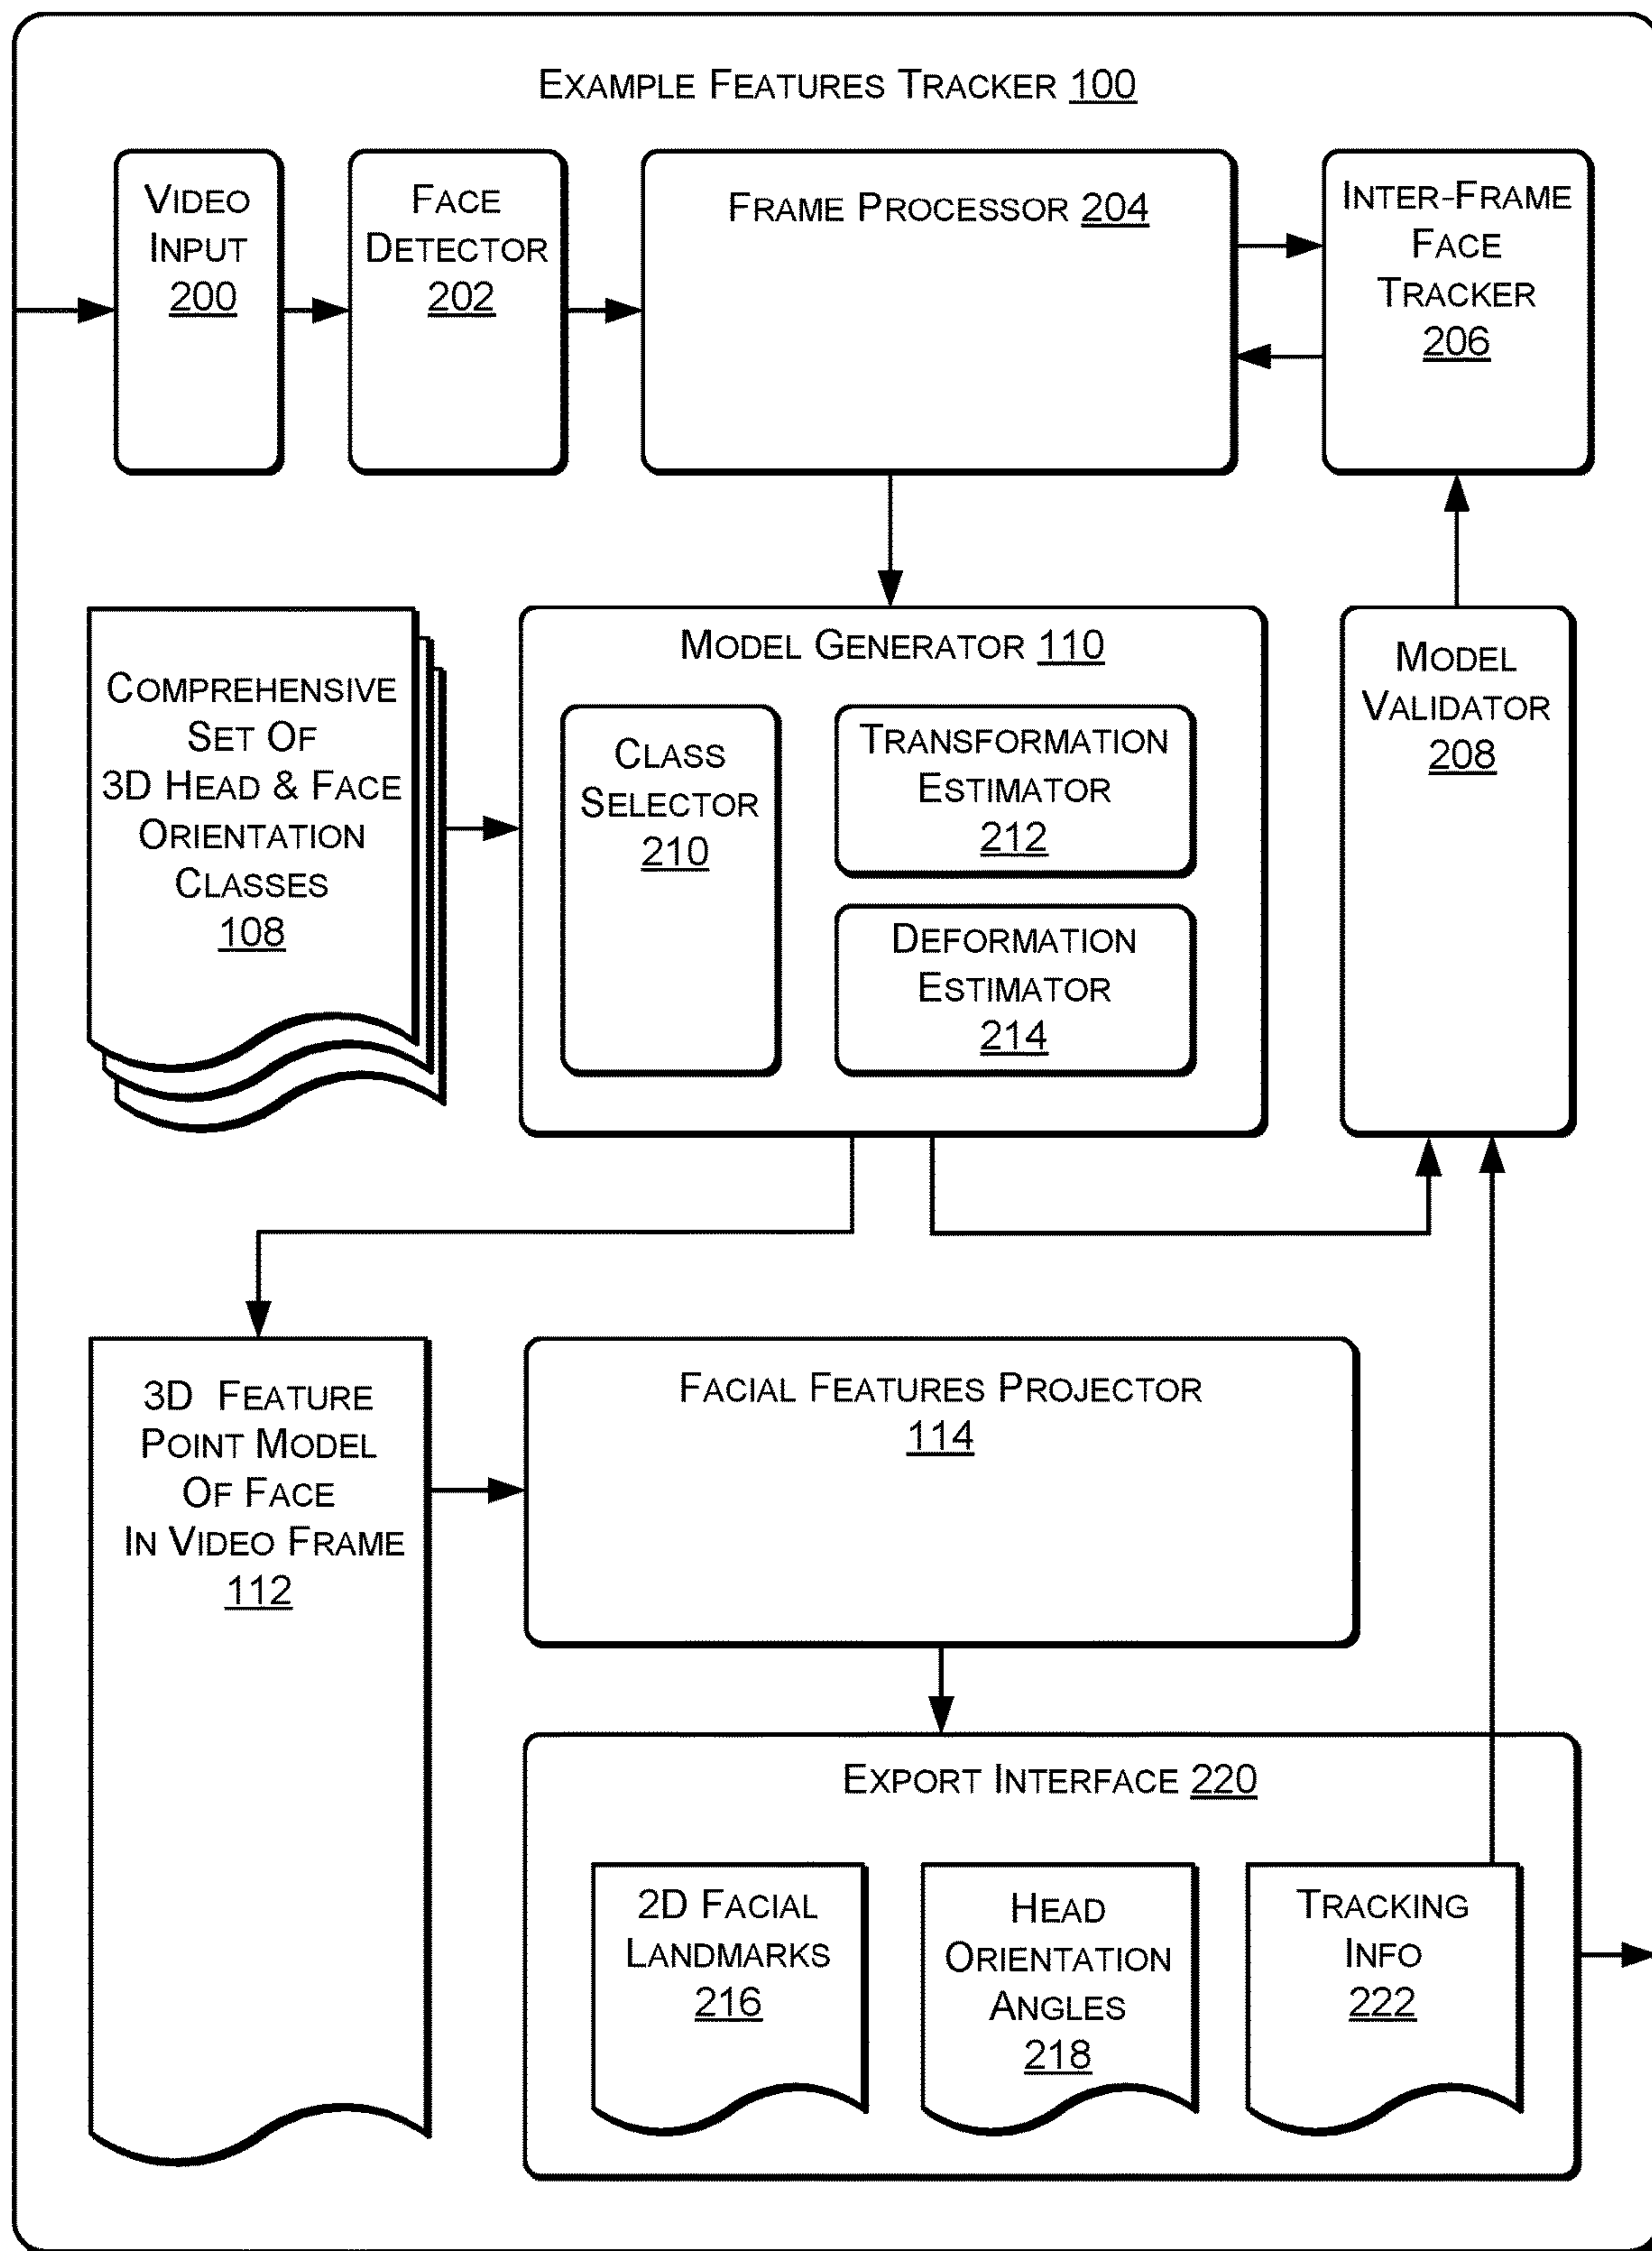 EXAMPLE FEATURES TRACKER 100
VIDEO
INPUT
200
FACE
DETECTOR
202
FRAME PROCESSOR 204
INTER-FRAME
FACE
TRACKER
206
COMPREHENSIVE
SET OF
3D HEAD & FACE
ORIENTATION
CLASSES
108
MODEL GENERATOR 110
CLASS
SELECTOR
210
TRANSFORMATION
ESTIMATOR
212
DEFORMATION
ESTIMATOR
214
MODEL
VALIDATOR
208
3D FEATURE
POINT MODEL
OF FACE
IN VIDEO FRAME
112
FACIAL FEATURES PROJECTOR
114
EXPORT INTERFACE 220
2D FACIAL
LANDMARKS
216
HEAD
ORIENTATION
ANGLES
218
TRACKING
INFO
222